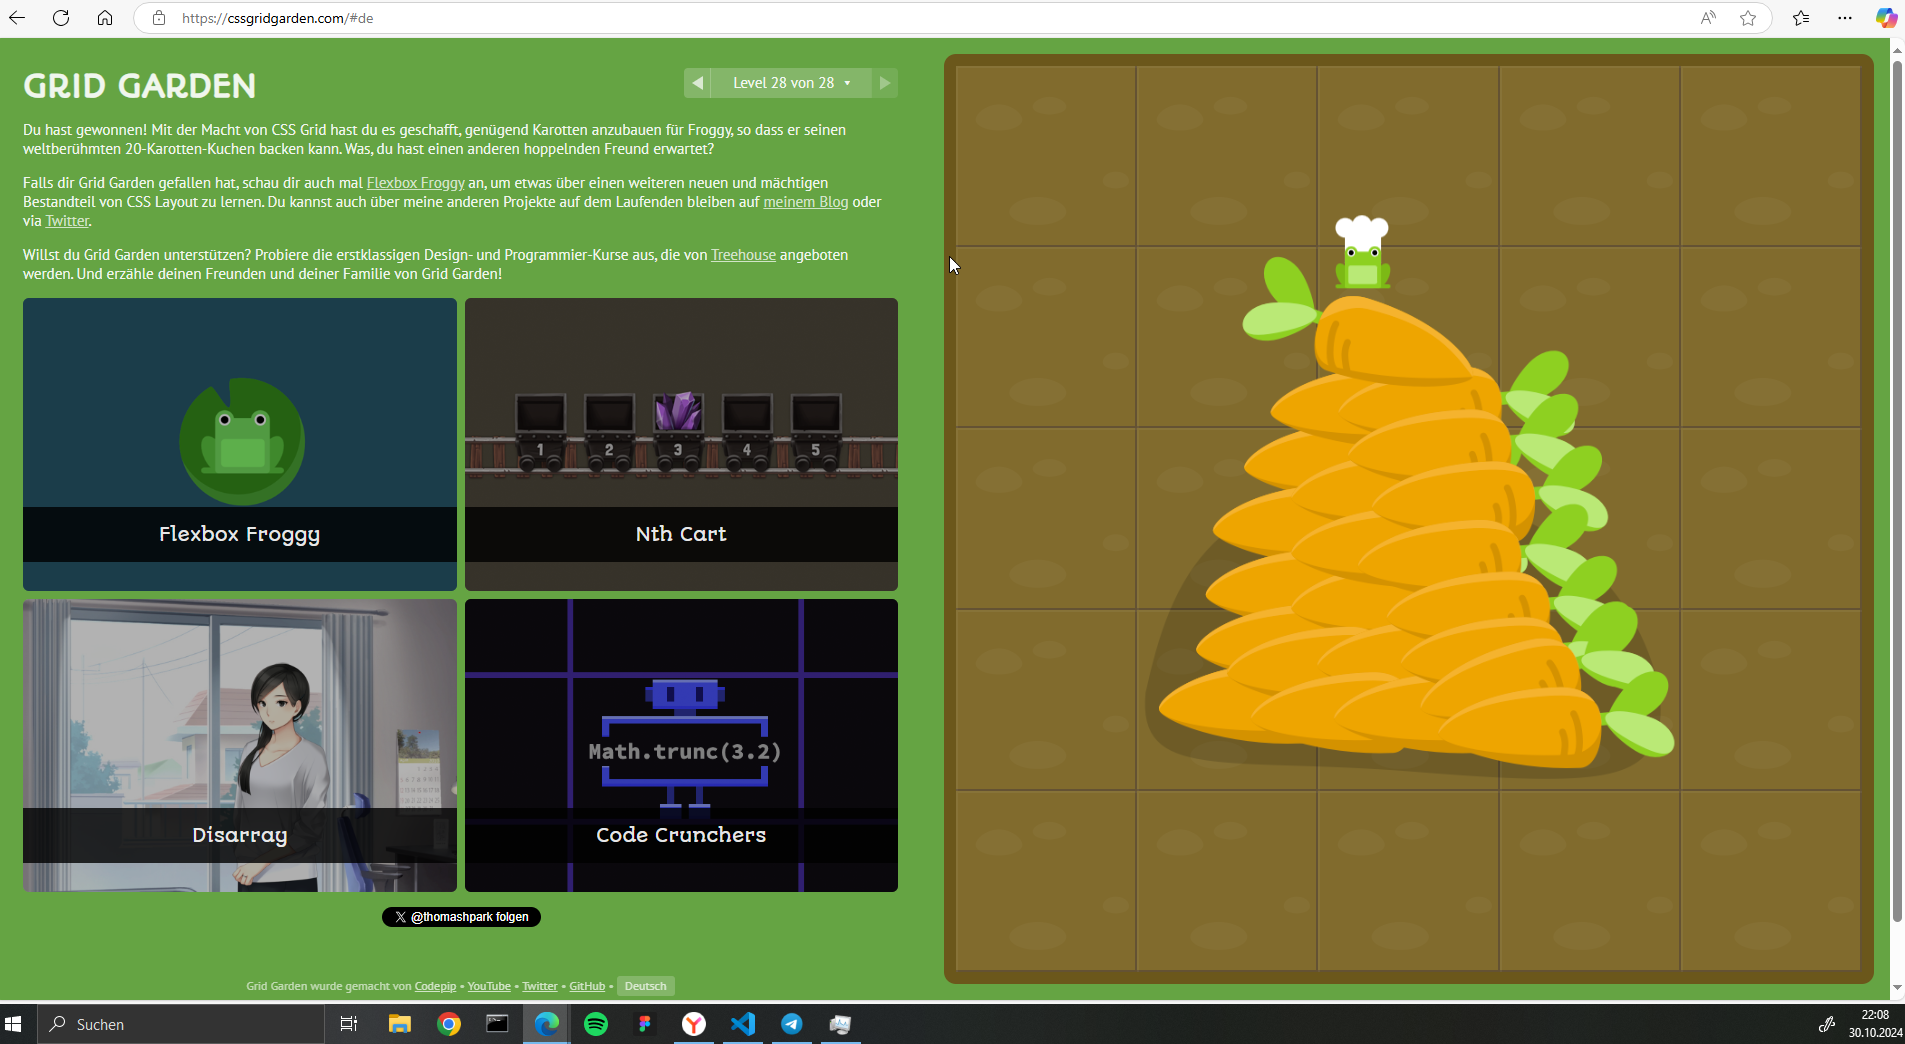 https://cssgridgarden.com/#de
GRID GARDEN
Level 28 von 28
Du hast gewonnen! Mit der Macht von CSS Grid hast du es geschafft, genügend Karotten anzubauen für Froggy, so dass er seinen
weltberühmten 20-Karotten-Kuchen backen kann. Was, du hast einen anderen hoppelnden Freund erwartet?
Falls dir Grid Garden gefallen hat, schau dir auch mal Flexbox Froggy an, um etwas über einen weiteren neuen und mächtigen
Bestandteil von CSS Layout zu lernen. Du kannst auch über meine anderen Projekte auf dem Laufenden bleiben auf meinem Blog oder
via Twitter.
Willst du Grid Garden unterstützen? Probiere die erstklassigen Design- und Programmier-Kurse aus, die von Treehouse angeboten
werden. Und erzähle deinen Freunden und deiner Familie von Grid Garden!
Flexbox Froggy
1 2 3 4 5
Nth Cart
Disarray
Math.trunc(3.2)
Code Crunchers
@thomashpark folgen
Grid Garden wurde gemacht von Codepip • YouTube • Twitter • GitHub • Deutsch
Suchen
22:08
30.10.2024